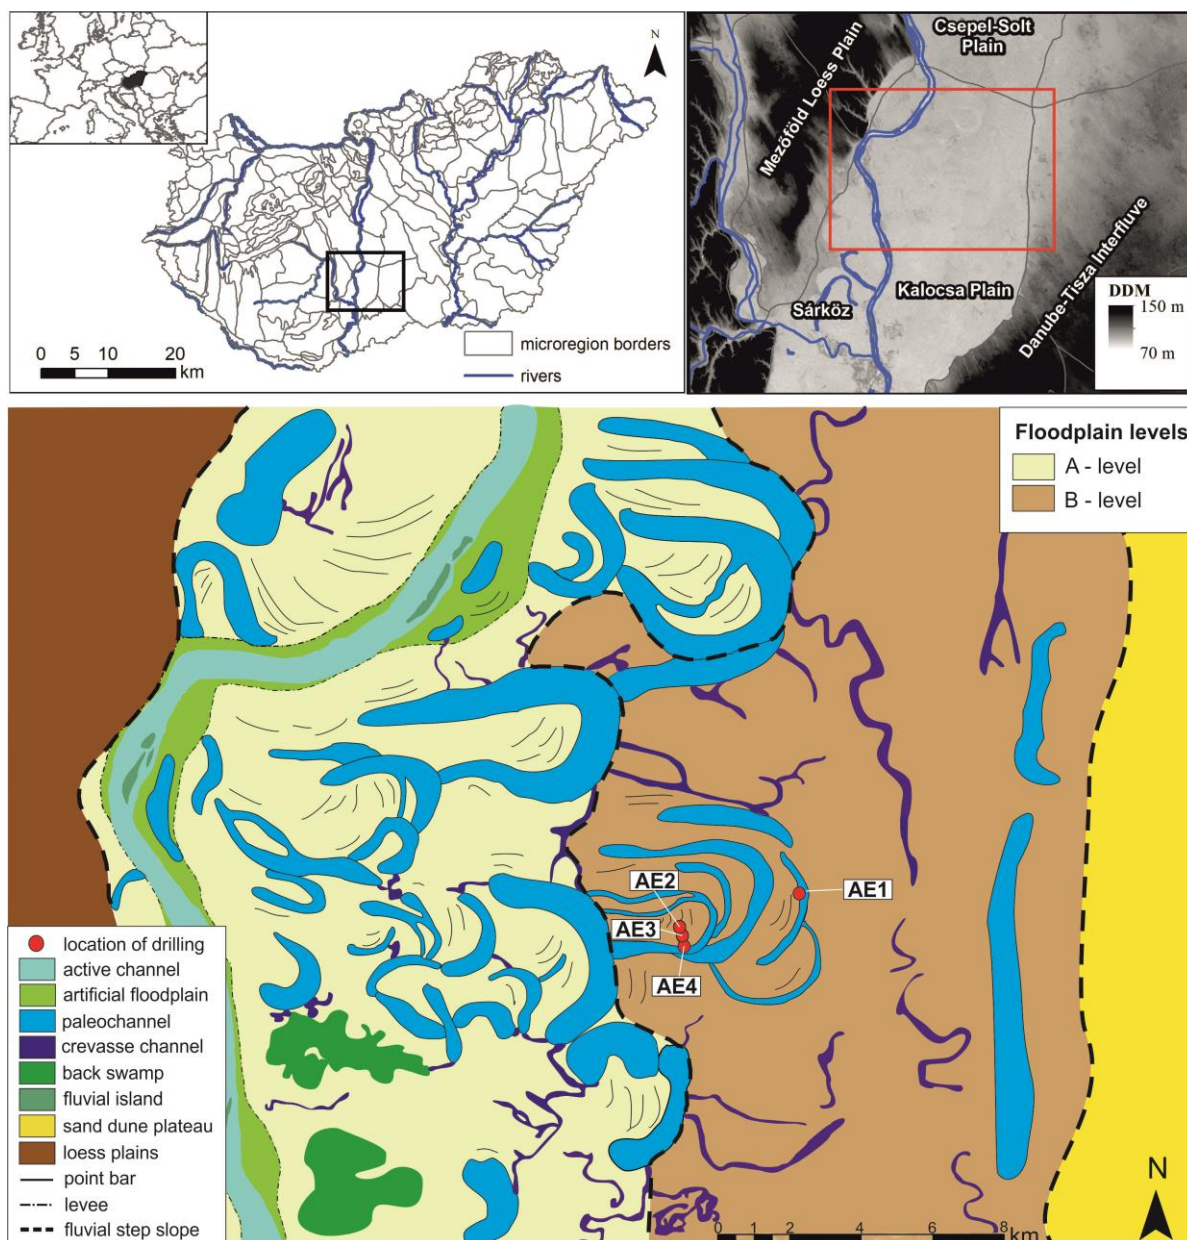 N
0 10 20
km
microregion borders
rivers
Csepel-Solt
Plain
Mezőföld Loess Plain
Kalocsa Plain
Sárköz
Danube-Tisza Interfluve
DDM
150 m
70 m
Floodplain levels
A - level
B - level
AE2
AE1
AE3
AE4
location of drilling
active channel
artificial floodplain
paleochannel
crevasse channel
back swamp
fluvial island
sand dune plateau
loess plains
point bar
levee
fluvial step slope
N
0 2 4 6 8
km